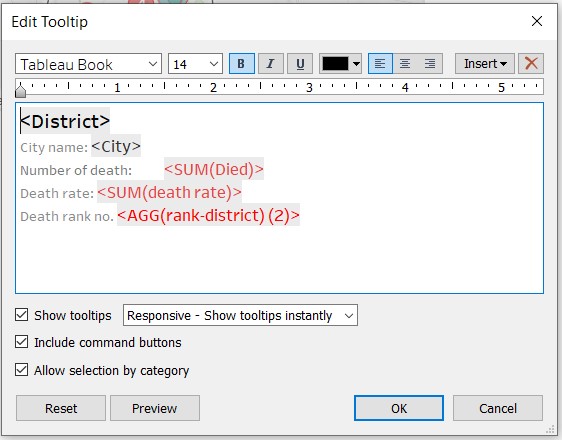 Edit Tooltip
Tableau Book 14 B I U Insert
1 2 3 4 5
<District>
City name: <City>
Number of death: <SUM(Died)>
Death rate: <SUM(death rate)>
Death rank no. <AGG(rank-district) (2)>
Show tooltips Responsive - Show tooltips instantly
Include command buttons
Allow selection by category
Reset Preview OK Cancel